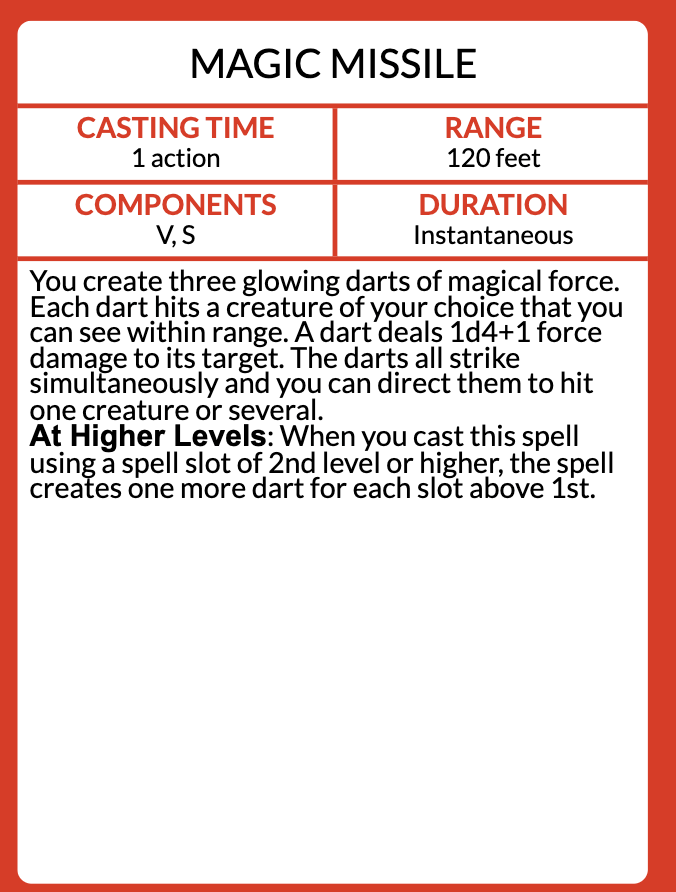 MAGIC MISSILE
CASTING TIME
1 action
RANGE
120 feet
COMPONENTS
V, S
DURATION
Instantaneous
You create three glowing darts of magical force.
Each dart hits a creature of your choice that you
can see within range. A dart deals 1d4+1 force
damage to its target. The darts all strike
simultaneously and you can direct them to hit
one creature or several.
At Higher Levels: When you cast this spell
using a spell slot of 2nd level or higher, the spell
creates one more dart for each slot above 1st.